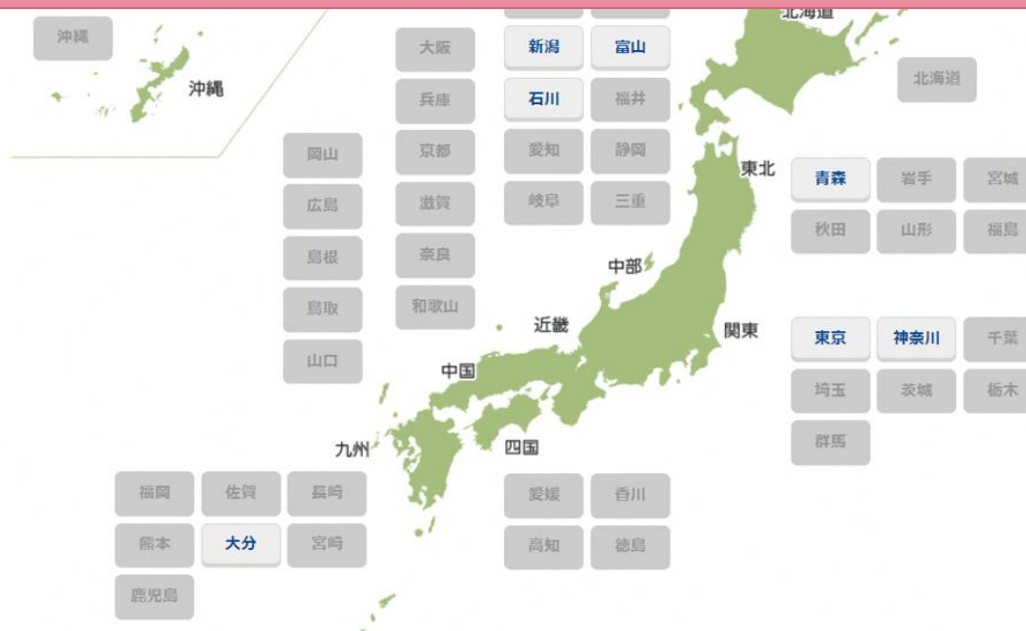 北海道
沖縄
沖縄
大阪
新潟 富山
兵庫
石川 福井
北海道
岡山
京都
愛知 静岡
東北
青森 岩手 宮城
広島
滋賀
岐阜 三重
秋田 山形 福島
島根
奈良
中部
鳥取
和歌山
近畿
関東
東京 神奈川 千葉
山口
中国
埼玉 茨城 栃木
群馬
九州
四国
福岡 佐賀 長崎
愛媛 香川
熊本 大分 宮崎
高知 徳島
鹿児島